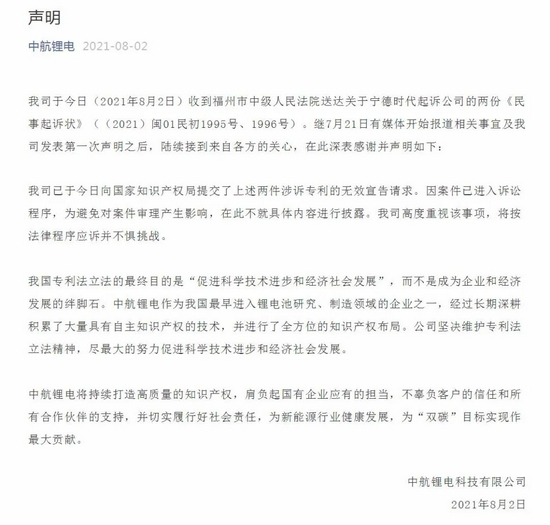 声明
中航锂电 2021-08-02
我司于今日（2021年8月2日）收到福州市中级人民法院送达关于宁德时代起诉公司的两份《民
事起诉状》（（2021）闽01民初1995号、1996号）。继7月21日有媒体开始报道相关事宜及我
司发表第一次声明之后，陆续接到来自各方的关心，在此深表感谢并声明如下：
我司已于今日向国家知识产权局提交了上述两件涉诉专利的无效宣告请求。因案件已进入诉讼
程序，为避免对案件审理产生影响，在此不就具体内容进行披露。我司高度重视该事项，将按
法律程序应诉并不惧挑战。
我国专利法立法的最终目的是“促进科学技术进步和经济社会发展”，而不是成为企业和经济
发展的绊脚石。中航锂电作为我国最早进入锂电池研究、制造领域的企业之一，经过长期深耕
积累了大量具有自主知识产权的技术，并进行了全方位的知识产权布局。公司坚决维护专利法
立法精神，尽最大的努力促进科学技术进步和经济社会发展。
中航锂电将持续打造高质量的知识产权，肩负起国有企业应有的担当，不辜负客户的信任和所
有合作伙伴的支持，并切实履行好社会责任，为新能源行业健康发展，为“双碳”目标实现作
最大贡献。
中航锂电科技有限公司
2021年8月2日